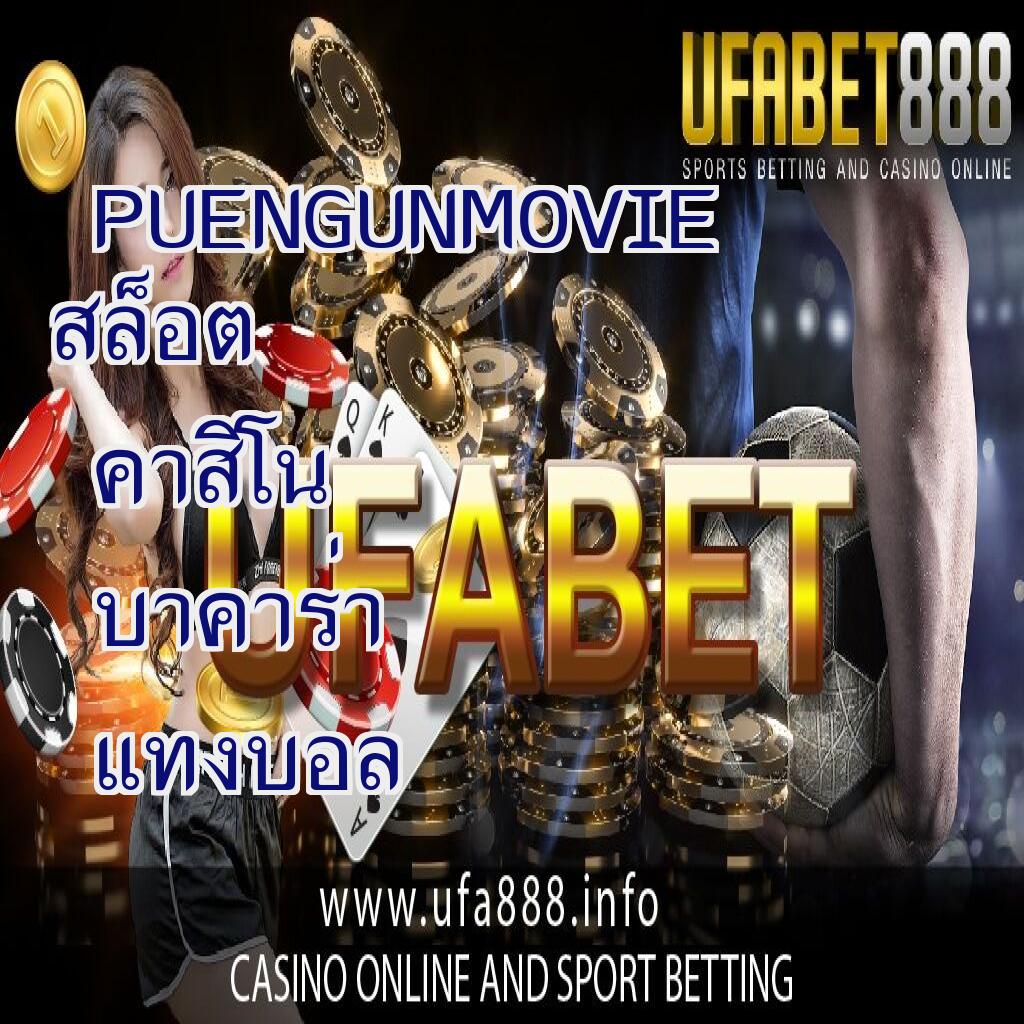 UFABET888
SPORTS BETTING AND CASINO ONLINE
PUENGUNMOVIE
สล็อต
คาสิโน
UFABET
บาคาร่า
แทงบอล
Q
K
A
1
www.ufa888.info
CASINO ONLINE AND SPORT BETTING